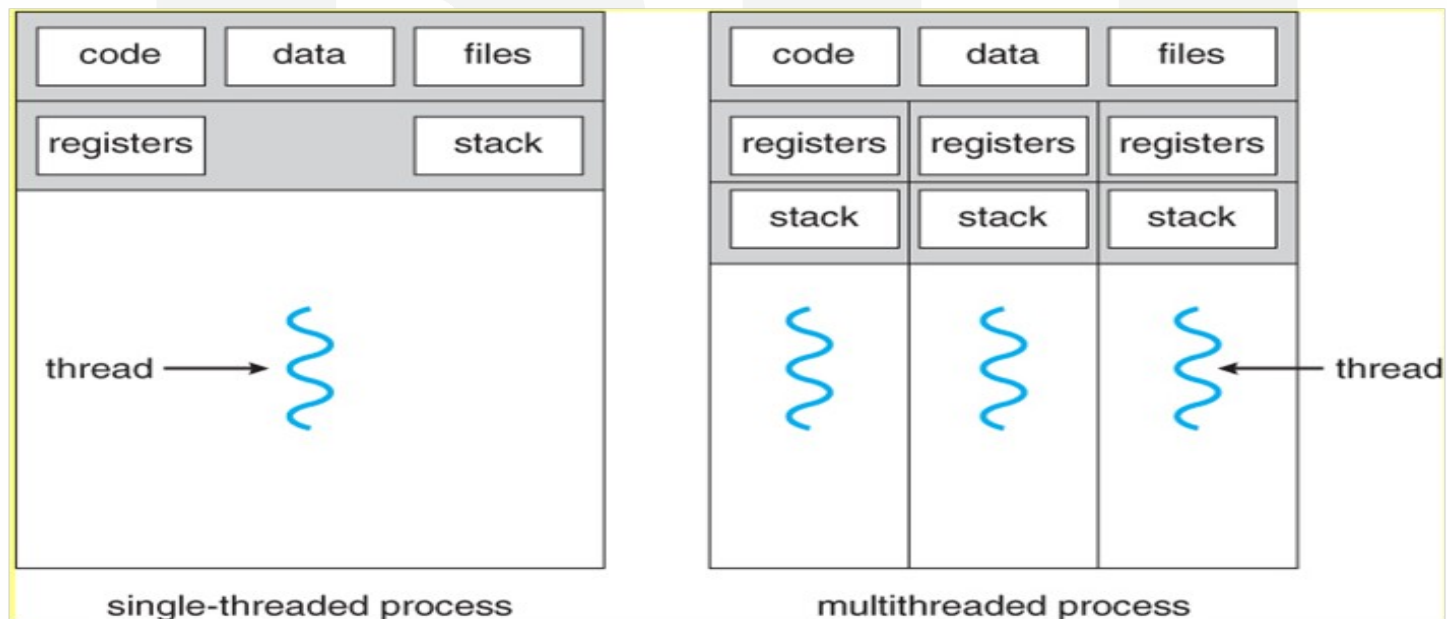 code data files
registers stack
thread
single-threaded process
code data files
registers registers registers
stack stack stack
thread
multithreaded process